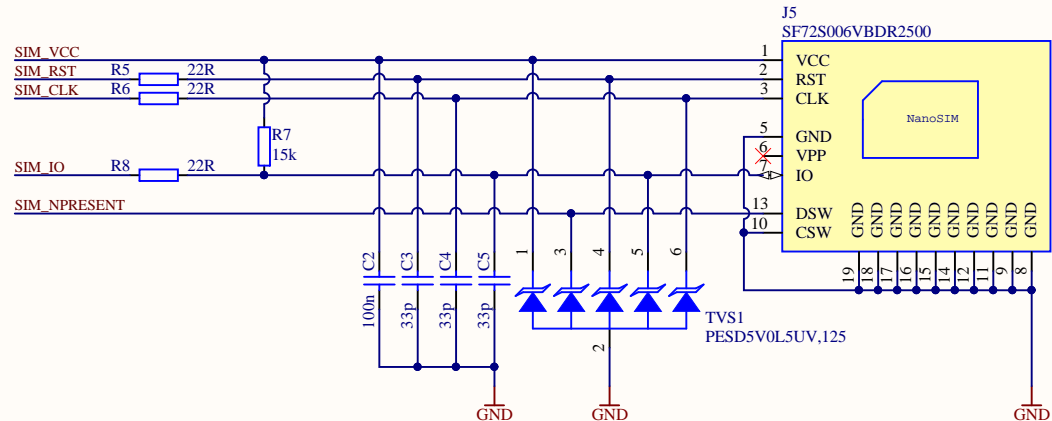 J5
SF72S006VBDR2500
SIM_VCC
1
VCC
SIM_RST
R5
22R
2
RST
SIM_CLK
R6
22R
3
CLK
NanoSIM
R7
15k
5
GND
6
VPP
SIM_IO
R8
22R
7
IO
SIM_NPRESENT
13
DSW
10
CSW
GND
GND
GND
GND
GND
GND
GND
GND
GND
GND
19
18
17
16
15
14
12
11
9
8
C2
C3
C4
C5
1
3
4
5
6
100n
33p
33p
33p
TVS1
PESD5V0L5UV,125
2
GND
GND
GND